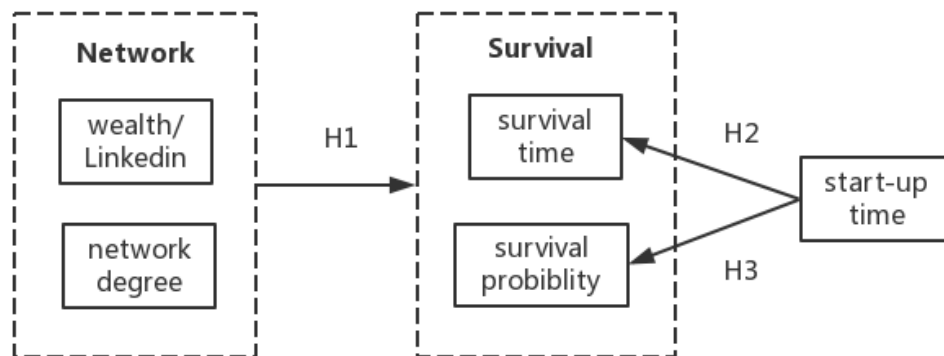 Network
wealth/
Linkedin
network
degree
H1
Survival
survival
time
survival
probiblity
H2
H3
start-up
time